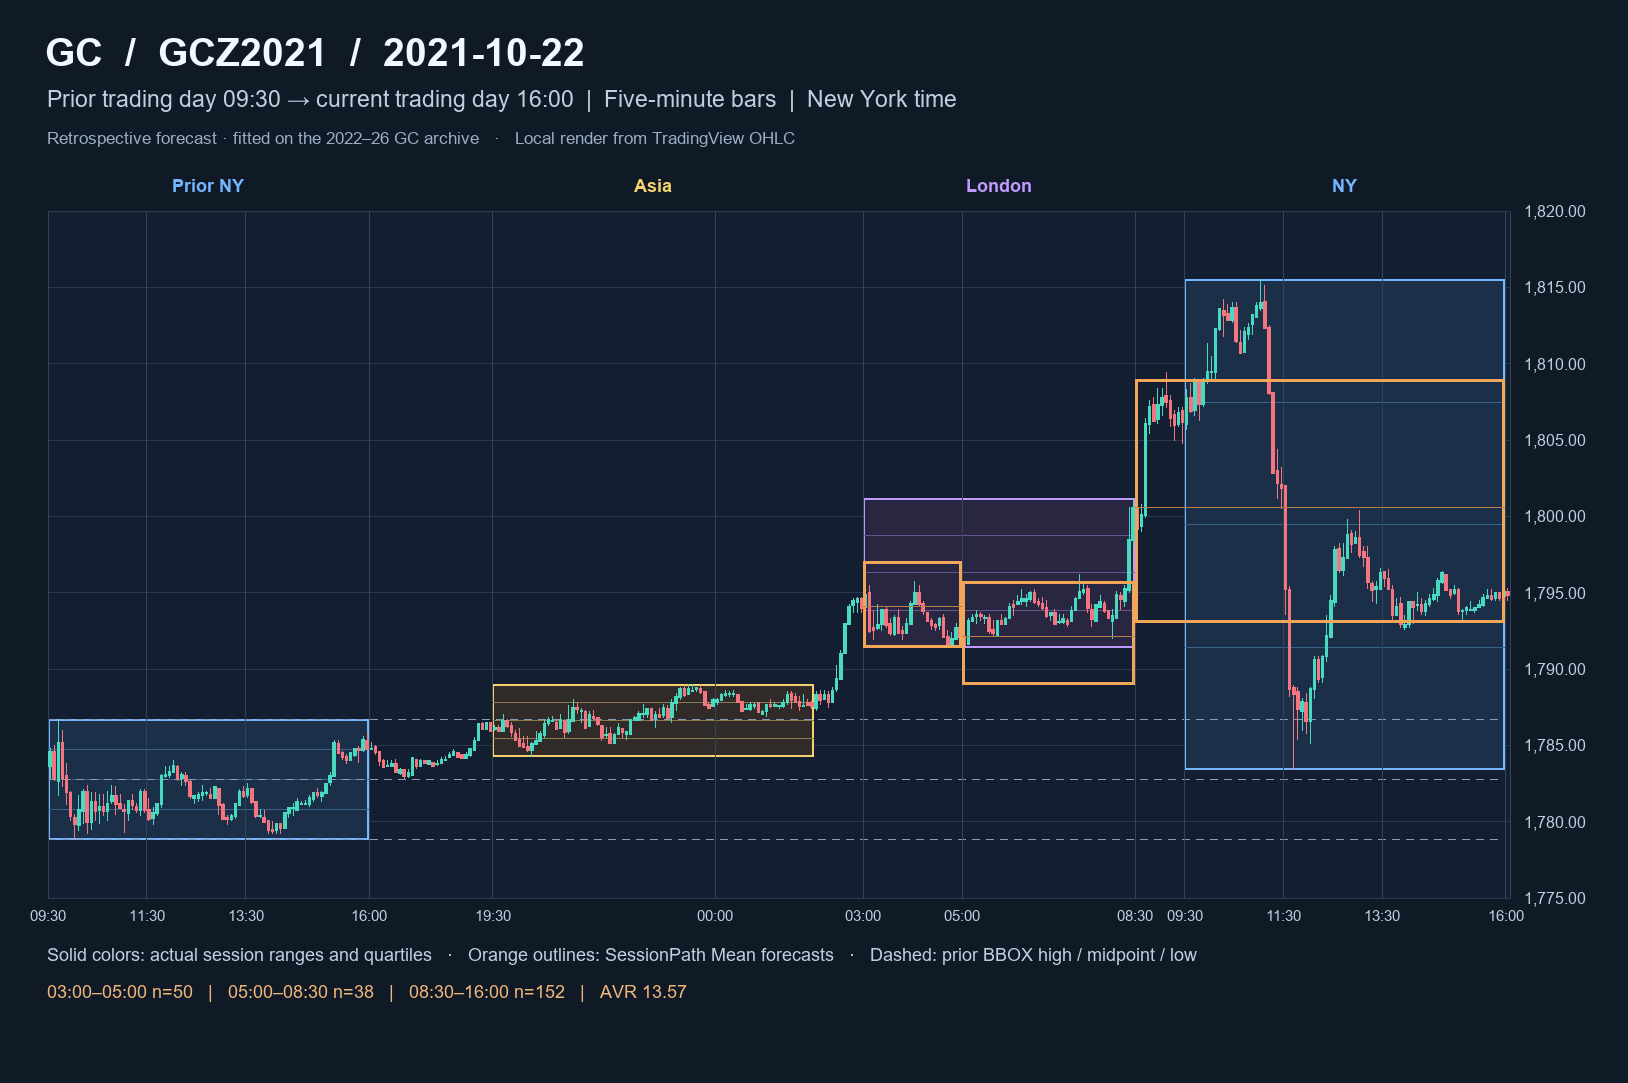 GC / GCZ2021 / 2021-10-22
Prior trading day 09:30 → current trading day 16:00 | Five-minute bars | New York time
Retrospective forecast · fitted on the 2022–26 GC archive · Local render from TradingView OHLC
Prior NY Asia London NY
1,820.00
1,815.00
1,810.00
1,805.00
1,800.00
1,795.00
1,790.00
1,785.00
1,780.00
1,775.00
09:30 11:30 13:30 16:00 19:30 00:00 03:00 05:00 08:30 09:30 11:30 13:30 16:00
Solid colors: actual session ranges and quartiles · Orange outlines: SessionPath Mean forecasts · Dashed: prior BBOX high / midpoint / low
03:00–05:00 n=50 | 05:00–08:30 n=38 | 08:30–16:00 n=152 | AVR 13.57